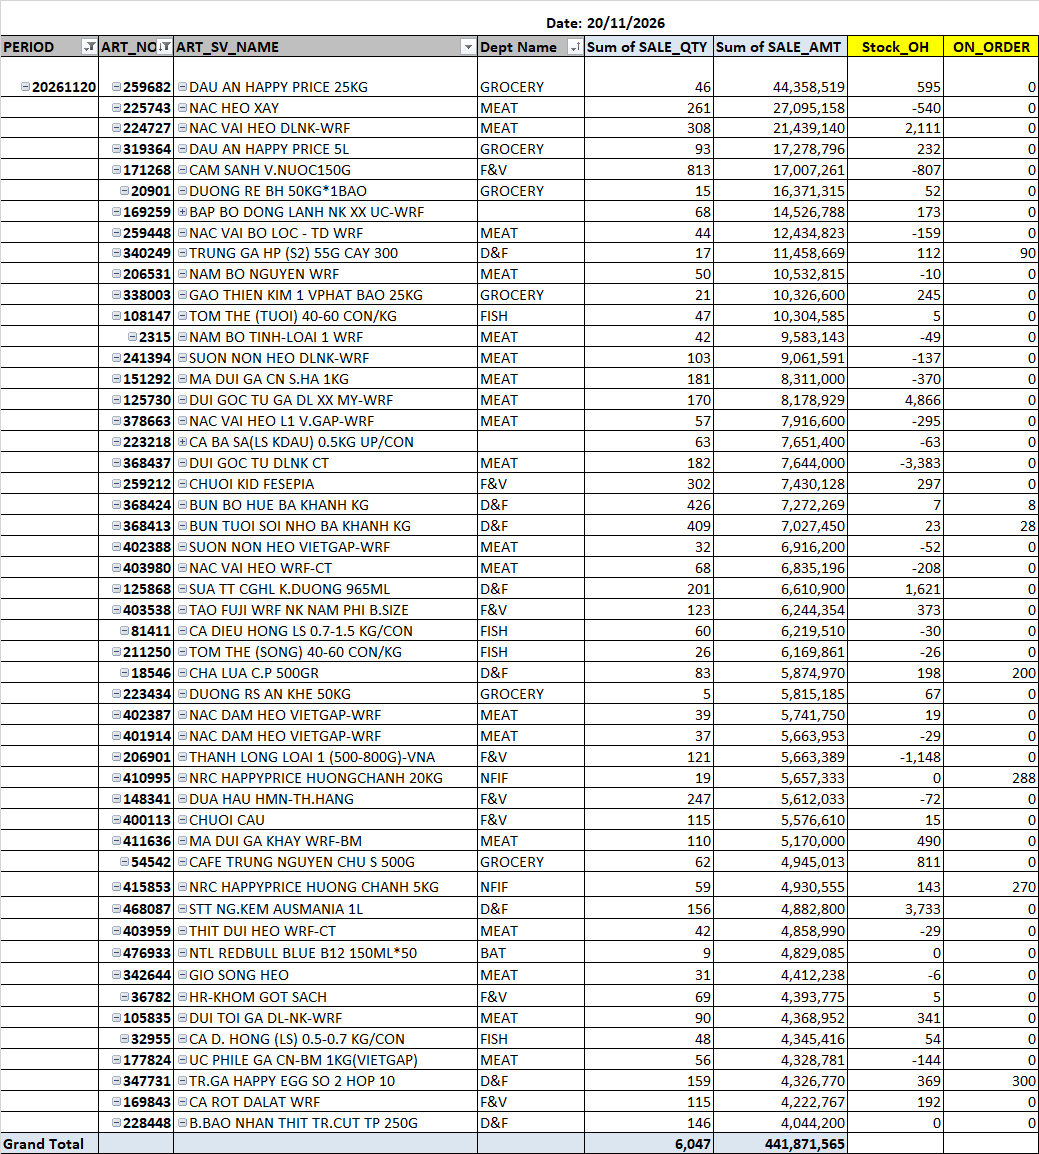 Date: 20/11/2026
PERIOD ART_NO ART_SV_NAME Dept Name Sum of SALE_QTY Sum of SALE_AMT Stock_OH ON_ORDER
20261120 259682 DAU AN HAPPY PRICE 25KG GROCERY 46 44,358,519 595 0
225743 NAC HEO XAY MEAT 261 27,095,158 -540 0
224727 NAC VAI HEO DLNK-WRF MEAT 308 21,439,140 2,111 0
319364 DAU AN HAPPY PRICE 5L GROCERY 93 17,278,796 232 0
171268 CAM SANH V.NUOC150G F&V 813 17,007,261 -807 0
20901 DUONG RE BH 50KG*1BAO GROCERY 15 16,371,315 52 0
169259 BAP BO DONG LANH NK XX UC-WRF 68 14,526,788 173 0
259448 NAC VAI BO LOC - TD WRF MEAT 44 12,434,823 -159 0
340249 TRUNG GA HP (S2) 55G CAY 300 D&F 17 11,458,669 112 90
206531 NAM BO NGUYEN WRF MEAT 50 10,532,815 -10 0
338003 GAO THIEN KIM 1 VPHAT BAO 25KG GROCERY 21 10,326,600 245 0
108147 TOM THE (TUOI) 40-60 CON/KG FISH 47 10,304,585 5 0
2315 NAM BO TINH-LOAI 1 WRF MEAT 42 9,583,143 -49 0
241394 SUON NON HEO DLNK-WRF MEAT 103 9,061,591 -137 0
151292 MA DUI GA CN S.HA 1KG MEAT 181 8,311,000 -370 0
125730 DUI GOC TU GA DL XX MY-WRF MEAT 170 8,178,929 4,866 0
378663 NAC VAI HEO L1 V.GAP-WRF MEAT 57 7,916,600 -295 0
223218 CA BA SA(LS KDAU) 0.5KG UP/CON 63 7,651,400 -63 0
368437 DUI GOC TU DLNK CT MEAT 182 7,644,000 -3,383 0
259212 CHUOI KID FESEPIA F&V 302 7,430,128 297 0
368424 BUN BO HUE BA KHANH KG D&F 426 7,272,269 7 8
368413 BUN TUOI SOI NHO BA KHANH KG D&F 409 7,027,450 23 28
402388 SUON NON HEO VIETGAP-WRF MEAT 32 6,916,200 -52 0
403980 NAC VAI HEO WRF-CT MEAT 68 6,835,196 -208 0
125868 SUA TT CGHL K.DUONG 965ML D&F 201 6,610,900 1,621 0
403538 TAO FUJI WRF NK NAM PHI B.SIZE F&V 123 6,244,354 373 0
81411 CA DIEU HONG LS 0.7-1.5 KG/CON FISH 60 6,219,510 -30 0
211250 TOM THE (SONG) 40-60 CON/KG FISH 26 6,169,861 -26 0
18546 CHA LUA C.P 500GR D&F 83 5,874,970 198 200
223434 DUONG RS AN KHE 50KG GROCERY 5 5,815,185 67 0
402387 NAC DAM HEO VIETGAP-WRF MEAT 39 5,741,750 19 0
401914 NAC DAM HEO VIETGAP-WRF MEAT 37 5,663,953 -29 0
206901 THANH LONG LOAI 1 (500-800G)-VNA F&V 121 5,663,389 -1,148 0
410995 NRC HAPPYPRICE HUONGCHANH 20KG NFIF 19 5,657,333 0 288
148341 DUA HAU HMN-TH.HANG F&V 247 5,612,033 -72 0
400113 CHUOI CAU F&V 115 5,576,610 15 0
411636 MA DUI GA KHAY WRF-BM MEAT 110 5,170,000 490 0
54542 CAFE TRUNG NGUYEN CHU S 500G GROCERY 62 4,945,013 811 0
415853 NRC HAPPYPRICE HUONG CHANH 5KG NFIF 59 4,930,555 143 270
468087 STT NG.KEM AUSMANIA 1L D&F 156 4,882,800 3,733 0
403959 THIT DUI HEO WRF-CT MEAT 42 4,858,990 -29 0
476933 NTL REDBULL BLUE B12 150ML*50 BAT 9 4,829,085 0 0
342644 GIO SONG HEO MEAT 31 4,412,238 -6 0
36782 HR-KHOM GOT SACH F&V 69 4,393,775 5 0
105835 DUI TOI GA DL-NK-WRF MEAT 90 4,368,952 341 0
32955 CA D. HONG (LS) 0.5-0.7 KG/CON FISH 48 4,345,416 54 0
177824 UC PHILE GA CN-BM 1KG(VIETGAP) MEAT 56 4,328,781 -144 0
347731 TR.GA HAPPY EGG SO 2 HOP 10 D&F 159 4,326,770 369 300
169843 CA ROT DALAT WRF F&V 115 4,222,767 192 0
228448 B.BAO NHAN THIT TR.CUT TP 250G D&F 146 4,044,200 0 0
Grand Total 6,047 441,871,565